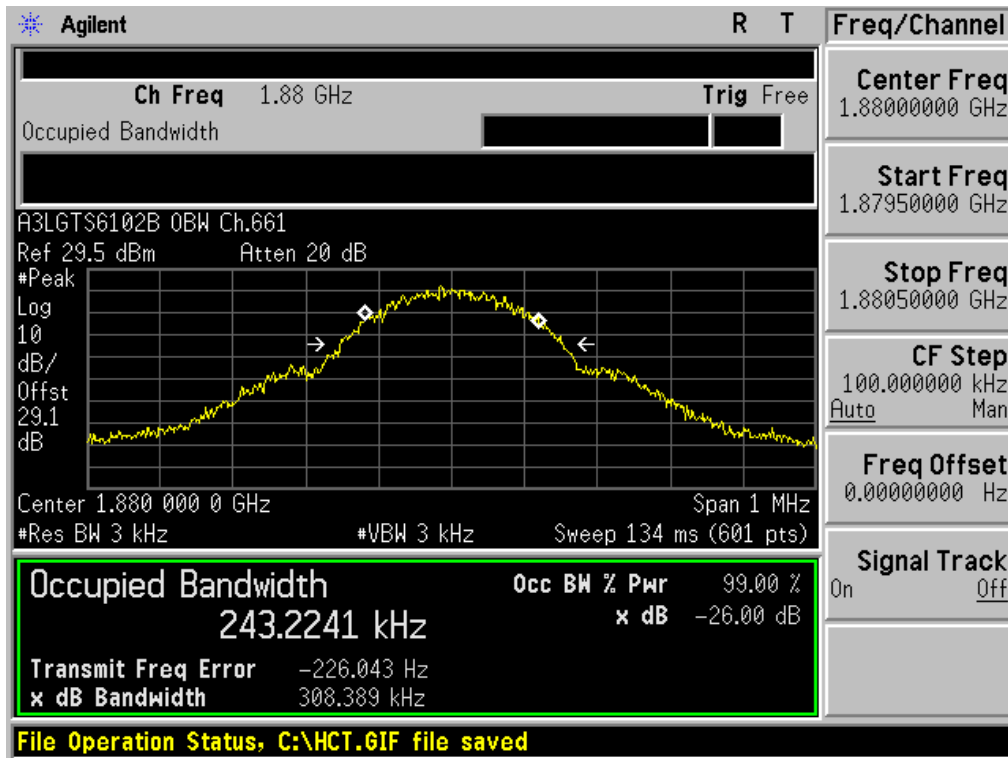 Agilent R T
Ch Freq 1.88 GHz Trig Free
Occupied Bandwidth
A3LGTS6102B OBW Ch.661
Ref 29.5 dBm Atten 20 dB
#Peak
Log
10
dB/
Offst
29.1
dB
Center 1.880 000 0 GHz Span 1 MHz
#Res BW 3 kHz #VBW 3 kHz Sweep 134 ms (601 pts)
Occupied Bandwidth Occ BW % Pwr 99.00 %
243.2241 kHz x dB -26.00 dB
Transmit Freq Error -226.043 Hz
x dB Bandwidth 308.389 kHz
File Operation Status, C:\HCT.GIF file saved
Freq/Channel
Center Freq
1.88000000 GHz
Start Freq
1.87950000 GHz
Stop Freq
1.88050000 GHz
CF Step
100.000000 kHz
Auto Man
Freq Offset
0.00000000 Hz
Signal Track
On Off